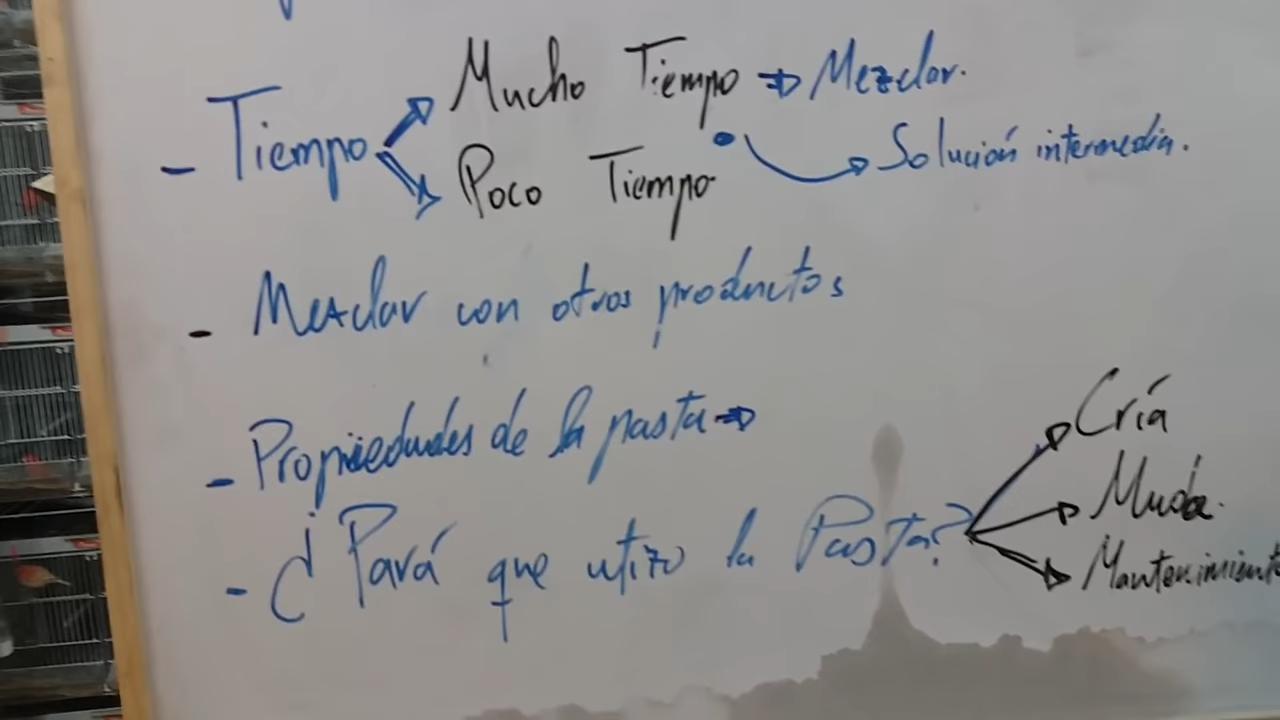 Mucho Tiempo ⇒ Mezclar.
- Tiempo
Solución intermedia.
Poco Tiempo
- Mezclar con otros productos
- Propiedades de la pasta ⇒
Cría
Muda.
- ¿Pará que utizo la Pasta?
Mantenimiento